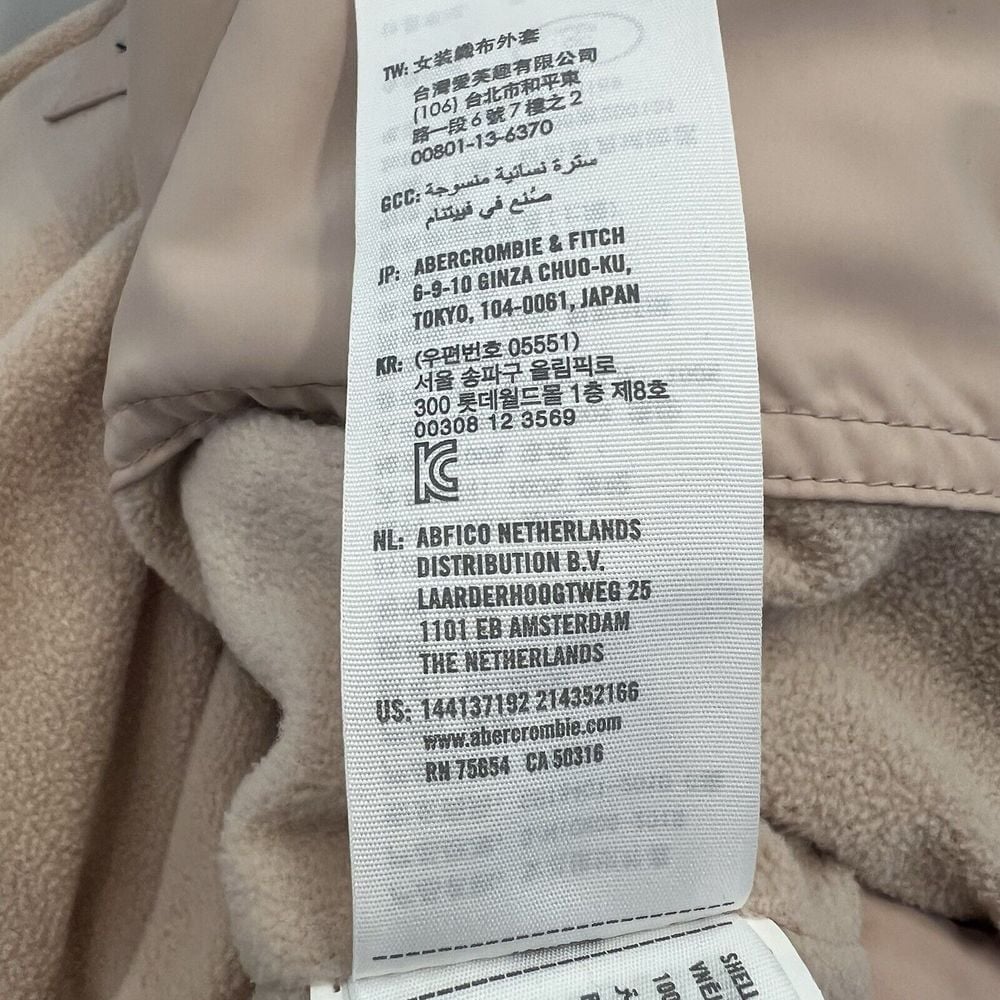 TW: 女裝織布外套
台灣愛芙趣有限公司
(106) 台北市和平東
路一段 6 號 7 樓之 2
00801-13-6370
GCC: سترة نسائية منسوجة
صُنع في فييتنام
JP: ABERCROMBIE & FITCH
6-9-10 GINZA CHUO-KU,
TOKYO, 104-0061, JAPAN
KR: (우편번호 05551)
서울 송파구 올림픽로
300 롯데월드몰 1층 제8호
00308 12 3569
KC
NL: ABFICO NETHERLANDS
DISTRIBUTION B.V.
LAARDERHOOGTWEG 25
1101 EB AMSTERDAM
THE NETHERLANDS
US: 144137192 214352166
www.abercrombie.com
RN 75654 CA 50316
SHELL
100